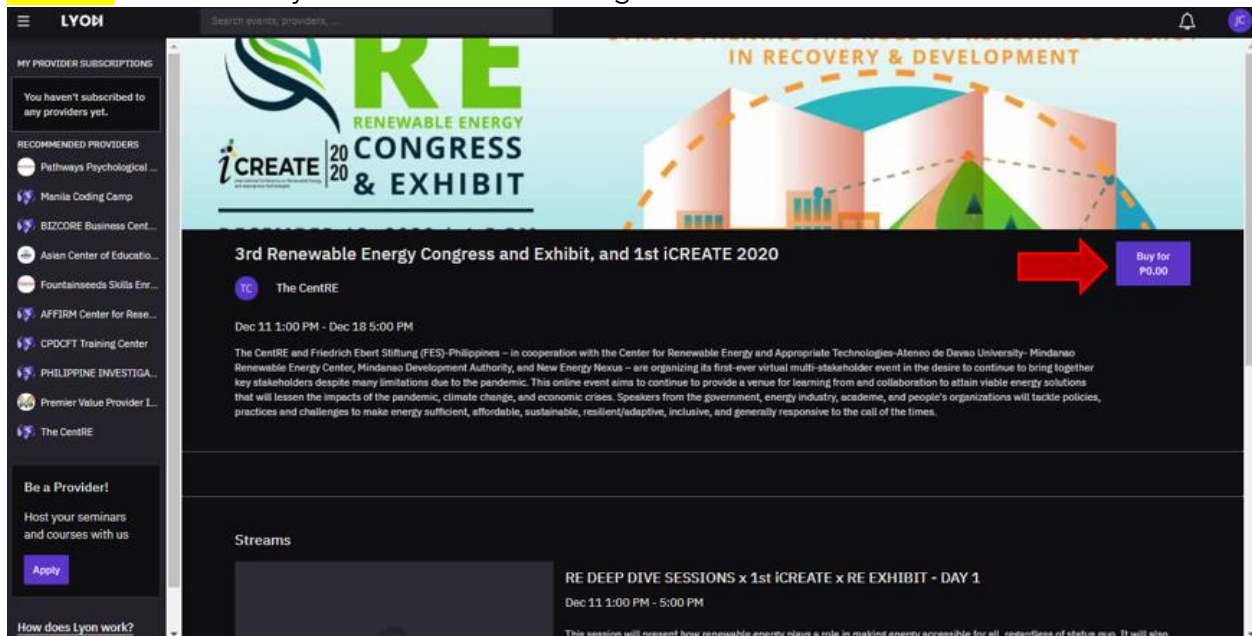 LYON
Search events, providers, ...
JC
MY PROVIDER SUBSCRIPTIONS
You haven't subscribed to
any providers yet.
RECOMMENDED PROVIDERS
Pathways Psychological ...
Manila Coding Camp
BIZCORE Business Cent...
Asian Center of Educatio...
Fountainseeds Skills Enr...
AFFIRM Center for Rese...
CPDCFT Training Center
PHILIPPINE INVESTIGA...
Premier Value Provider I...
The CentRE
Be a Provider!
Host your seminars
and courses with us
Apply
How does Lyon work?
RE
RENEWABLE ENERGY
CONGRESS
& EXHIBIT
iCREATE 2020
IN RECOVERY & DEVELOPMENT
3rd Renewable Energy Congress and Exhibit, and 1st iCREATE 2020
Buy for
₱0.00
TC The CentRE
Dec 11 1:00 PM - Dec 18 5:00 PM
The CentRE and Friedrich Ebert Stiftung (FES)-Philippines – in cooperation with the Center for Renewable Energy and Appropriate Technologies-Ateneo de Davao University- Mindanao
Renewable Energy Center, Mindanao Development Authority, and New Energy Nexus – are organizing its first-ever virtual multi-stakeholder event in the desire to continue to bring together
key stakeholders despite many limitations due to the pandemic. This online event aims to continue to provide a venue for learning from and collaboration to attain viable energy solutions
that will lessen the impacts of the pandemic, climate change, and economic crises. Speakers from the government, energy industry, academe, and people's organizations will tackle policies,
practices and challenges to make energy sufficient, affordable, sustainable, resilient/adaptive, inclusive, and generally responsive to the call of the times.
Streams
RE DEEP DIVE SESSIONS x 1st iCREATE x RE EXHIBIT - DAY 1
Dec 11 1:00 PM - 5:00 PM
This session will present how renewable energy plays a role in making energy accessible for all, regardless of status quo. It will also